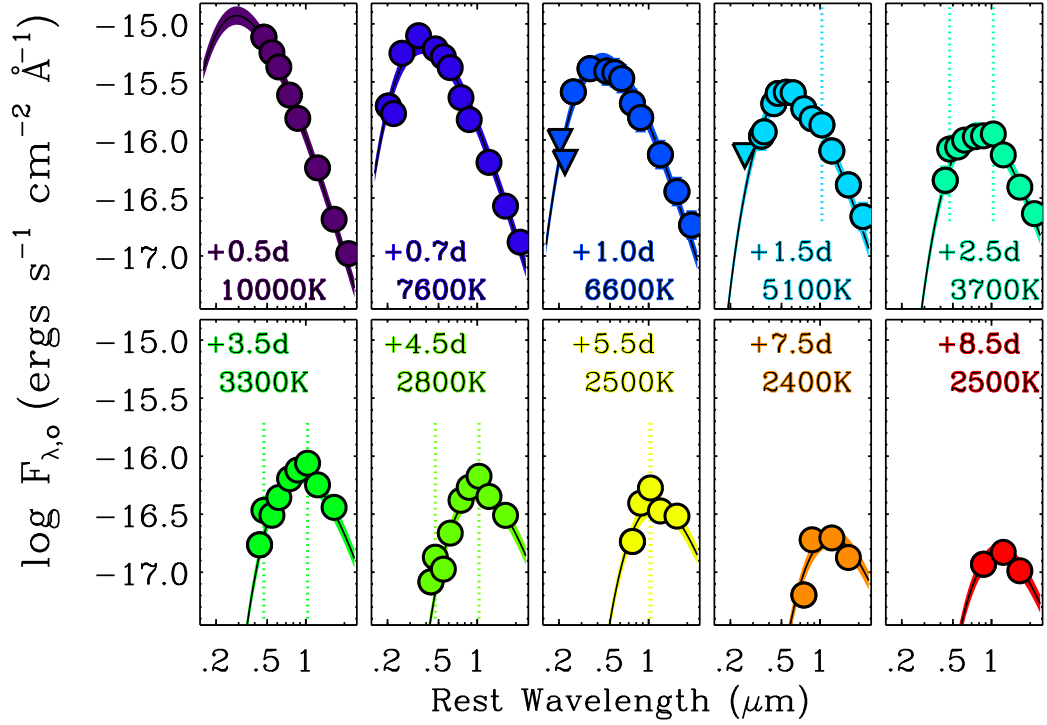 log F_λ,o (ergs s⁻¹ cm⁻² Å⁻¹)
−15.0
−15.5
−16.0
−16.5
−17.0
+0.5d
10000K
+0.7d
7600K
+1.0d
6600K
+1.5d
5100K
+2.5d
3700K
−15.0
−15.5
−16.0
−16.5
−17.0
+3.5d
3300K
+4.5d
2800K
+5.5d
2500K
+7.5d
2400K
+8.5d
2500K
.2 .5 1 .2 .5 1 .2 .5 1 .2 .5 1 .2 .5 1
Rest Wavelength (μm)